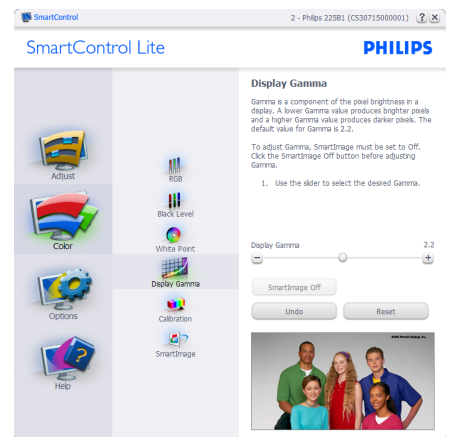 SmartControl
2 - Philips 225B1 (CS30715000001)
?
SmartControl Lite
PHILIPS
Adjust
Color
Options
Help
RGB
Black Level
White Point
Display Gamma
Calibration
SmartImage
Display Gamma
Gamma is a component of the pixel brightness in a
display. A lower Gamma value produces brighter pixels
and a higher Gamma value produces darker pixels. The
default value for Gamma is 2.2.
To adjust Gamma, SmartImage must be set to Off.
Click the SmartImage Off button before adjusting
Gamma.
1. Use the slider to select the desired Gamma.
Display Gamma
2.2
SmartImage Off
Undo
Reset